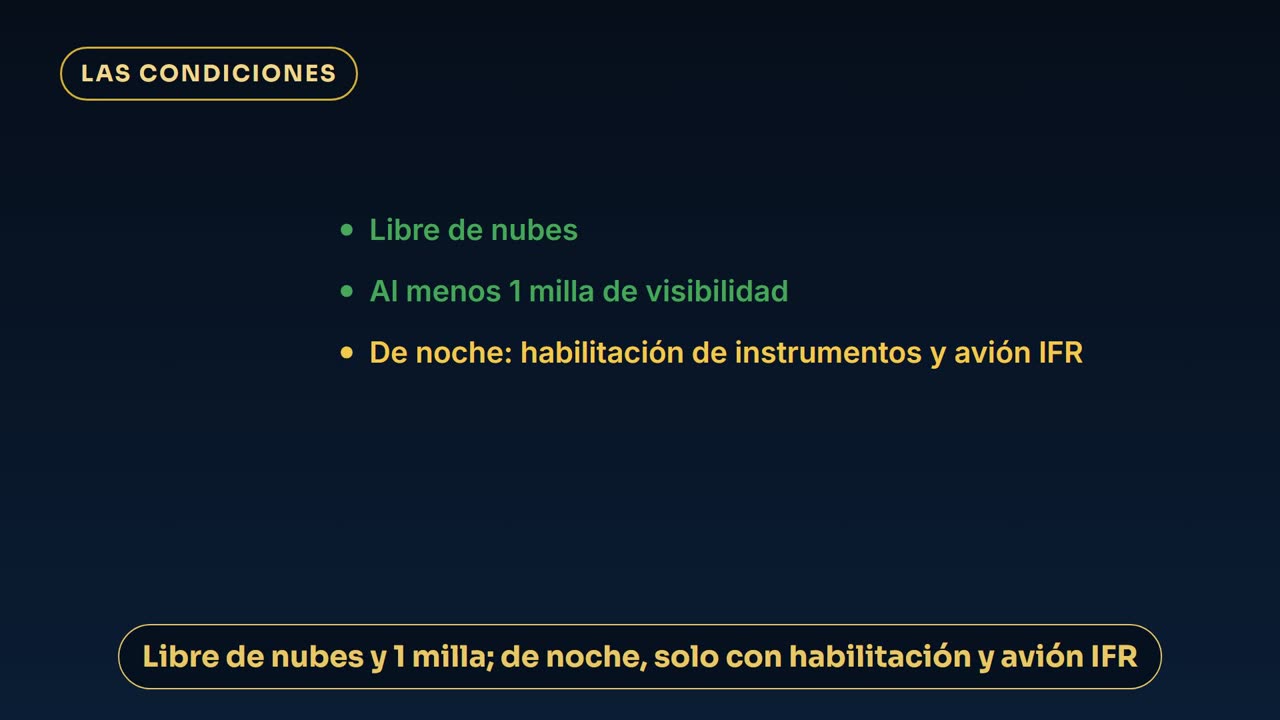 LAS CONDICIONES
• Libre de nubes
• Al menos 1 milla de visibilidad
• De noche: habilitación de instrumentos y avión IFR
Libre de nubes y 1 milla; de noche, solo con habilitación y avión IFR